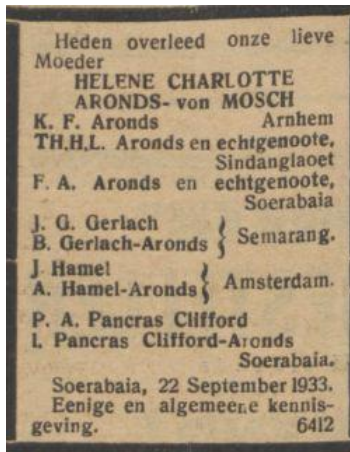 Heden overleed onze lieve
Moeder
HELENE CHARLOTTE
ARONDS- von MOSCH
K. F. Aronds Arnhem
TH.H.L. Aronds en echtgenoote,
Sindanglaoet
F. A. Aronds en echtgenoote,
Soerabaia
J. G. Gerlach
B. Gerlach-Aronds } Semarang.
J. Hamel
A. Hamel-Aronds } Amsterdam.
P. A. Pancras Clifford
I. Pancras Clifford-Aronds
Soerabaia.
Soerabaia, 22 September 1933.
Eenige en algemeene kennis-
geving. 6412